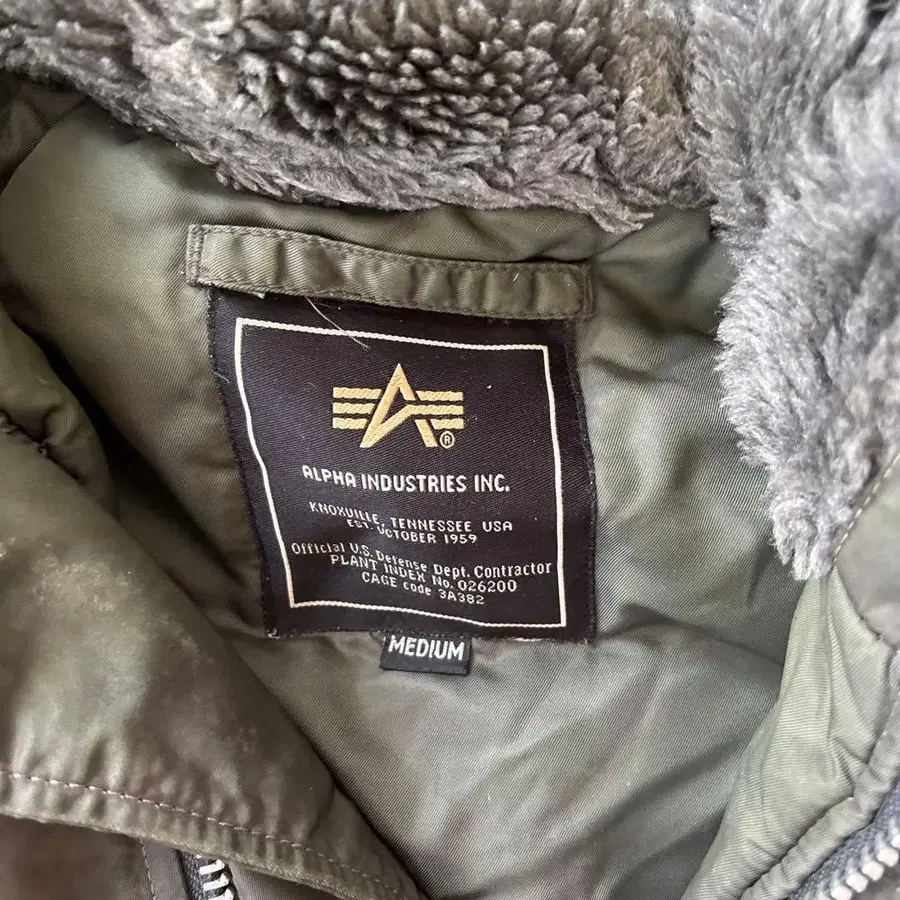 ®
ALPHA INDUSTRIES INC.
KNOXVILLE, TENNESSEE USA
EST. OCTOBER 1959
Official U.S. Defense Dept. Contractor
PLANT INDEX No. 026200
CAGE code 3A382
MEDIUM